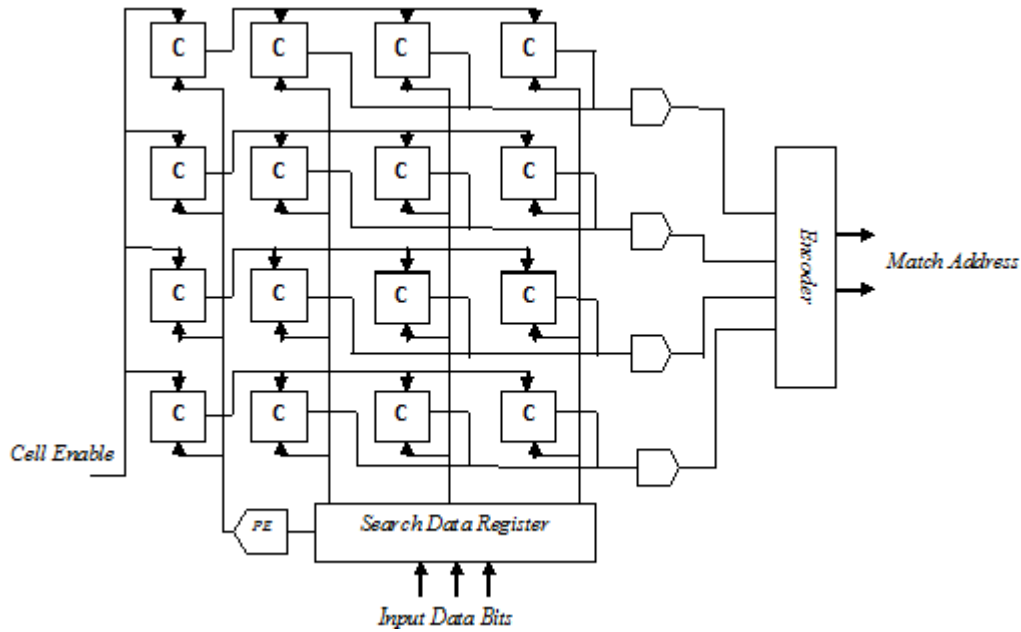 C C C C
C C C C
Encoder
Match Address
C C C C
C C C C
Cell Enable
PE
Search Data Register
Input Data Bits